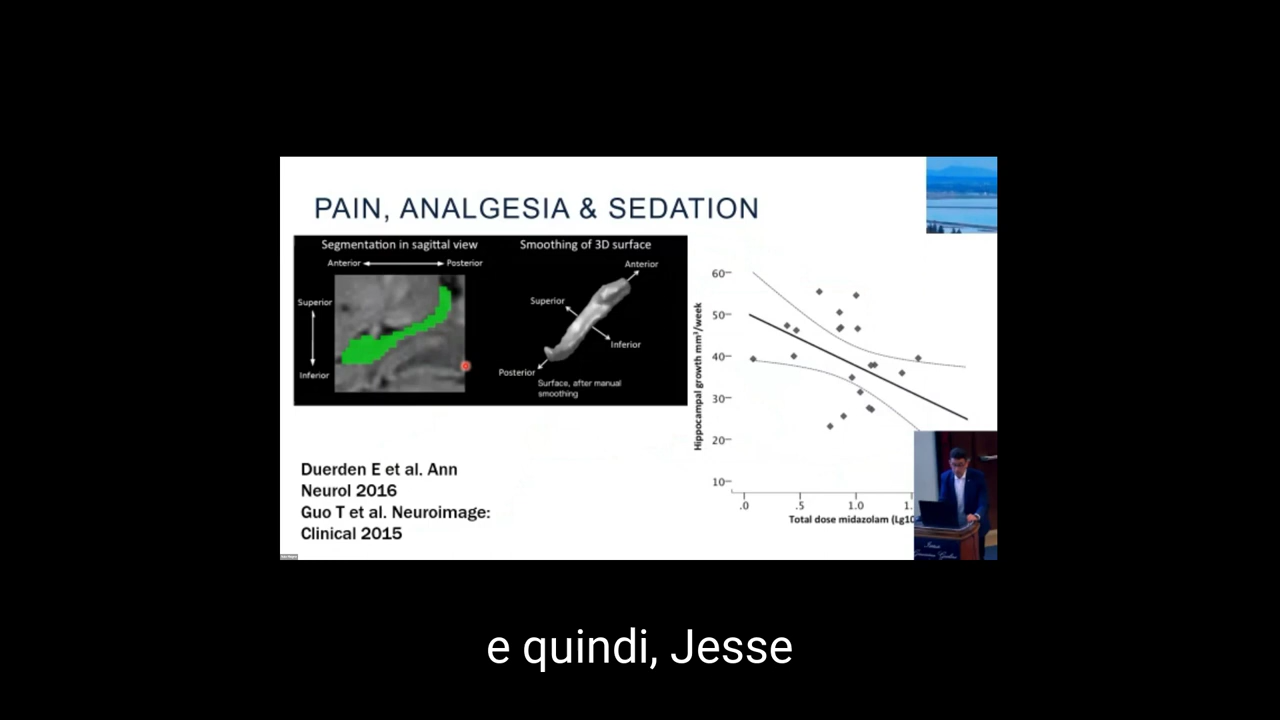 PAIN, ANALGESIA & SEDATION
Segmentation in sagittal view
Anterior
Posterior
Superior
Inferior
Smoothing of 3D surface
Anterior
Superior
Inferior
Posterior
Surface, after manual
smoothing
Hippocampal growth mm³/week
60
50
40
30
20
10
.0
.5
1.0
1.
Total dose midazolam (Lg10
Duerden E et al. Ann
Neurol 2016
Guo T et al. Neuroimage:
Clinical 2015
e quindi, Jesse